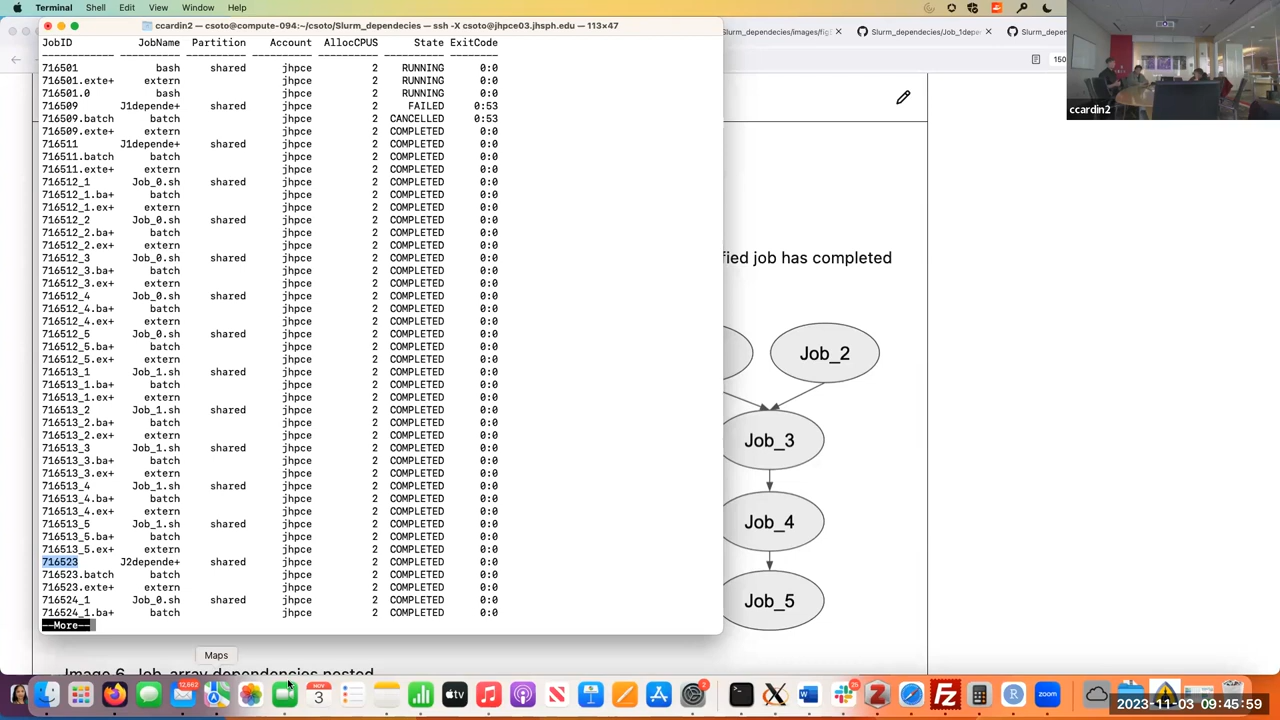 Terminal Shell Edit View Window Help
ccardin2 — csoto@compute-094:~/csoto/Slurm_dependecies — ssh -X csoto@jhpce03.jhsph.edu — 113×47
Slurm_dependecies/images/fig
Slurm_dependecies/Job_1depe
Slurm_depen
150
ccardin2
JobID JobName Partition Account AllocCPUS State ExitCode
------------ ---------- ---------- ---------- ---------- ---------- --------
716501 bash shared jhpce 2 RUNNING 0:0
716501.exte+ extern jhpce 2 RUNNING 0:0
716501.0 bash jhpce 2 RUNNING 0:0
716509 J1depende+ shared jhpce 2 FAILED 0:53
716509.batch batch jhpce 2 CANCELLED 0:53
716509.exte+ extern jhpce 2 COMPLETED 0:0
716511 J1depende+ shared jhpce 2 COMPLETED 0:0
716511.batch batch jhpce 2 COMPLETED 0:0
716511.exte+ extern jhpce 2 COMPLETED 0:0
716512_1 Job_0.sh shared jhpce 2 COMPLETED 0:0
716512_1.ba+ batch jhpce 2 COMPLETED 0:0
716512_1.ex+ extern jhpce 2 COMPLETED 0:0
716512_2 Job_0.sh shared jhpce 2 COMPLETED 0:0
716512_2.ba+ batch jhpce 2 COMPLETED 0:0
716512_2.ex+ extern jhpce 2 COMPLETED 0:0
716512_3 Job_0.sh shared jhpce 2 COMPLETED 0:0
716512_3.ba+ batch jhpce 2 COMPLETED 0:0
716512_3.ex+ extern jhpce 2 COMPLETED 0:0
716512_4 Job_0.sh shared jhpce 2 COMPLETED 0:0
716512_4.ba+ batch jhpce 2 COMPLETED 0:0
716512_4.ex+ extern jhpce 2 COMPLETED 0:0
716512_5 Job_0.sh shared jhpce 2 COMPLETED 0:0
716512_5.ba+ batch jhpce 2 COMPLETED 0:0
716512_5.ex+ extern jhpce 2 COMPLETED 0:0
716513_1 Job_1.sh shared jhpce 2 COMPLETED 0:0
716513_1.ba+ batch jhpce 2 COMPLETED 0:0
716513_1.ex+ extern jhpce 2 COMPLETED 0:0
716513_2 Job_1.sh shared jhpce 2 COMPLETED 0:0
716513_2.ba+ batch jhpce 2 COMPLETED 0:0
716513_2.ex+ extern jhpce 2 COMPLETED 0:0
716513_3 Job_1.sh shared jhpce 2 COMPLETED 0:0
716513_3.ba+ batch jhpce 2 COMPLETED 0:0
716513_3.ex+ extern jhpce 2 COMPLETED 0:0
716513_4 Job_1.sh shared jhpce 2 COMPLETED 0:0
716513_4.ba+ batch jhpce 2 COMPLETED 0:0
716513_4.ex+ extern jhpce 2 COMPLETED 0:0
716513_5 Job_1.sh shared jhpce 2 COMPLETED 0:0
716513_5.ba+ batch jhpce 2 COMPLETED 0:0
716513_5.ex+ extern jhpce 2 COMPLETED 0:0
716523 J2depende+ shared jhpce 2 COMPLETED 0:0
716523.batch batch jhpce 2 COMPLETED 0:0
716523.exte+ extern jhpce 2 COMPLETED 0:0
716524_1 Job_0.sh shared jhpce 2 COMPLETED 0:0
716524_1.ba+ batch jhpce 2 COMPLETED 0:0
--More--
fied job has completed
Job_2
Job_3
Job_4
Job_5
Maps
Image 6. Job-array dependencies nested
12,662
NOV
3
tv
7
26
zoom
2023-11-03 09:45:59